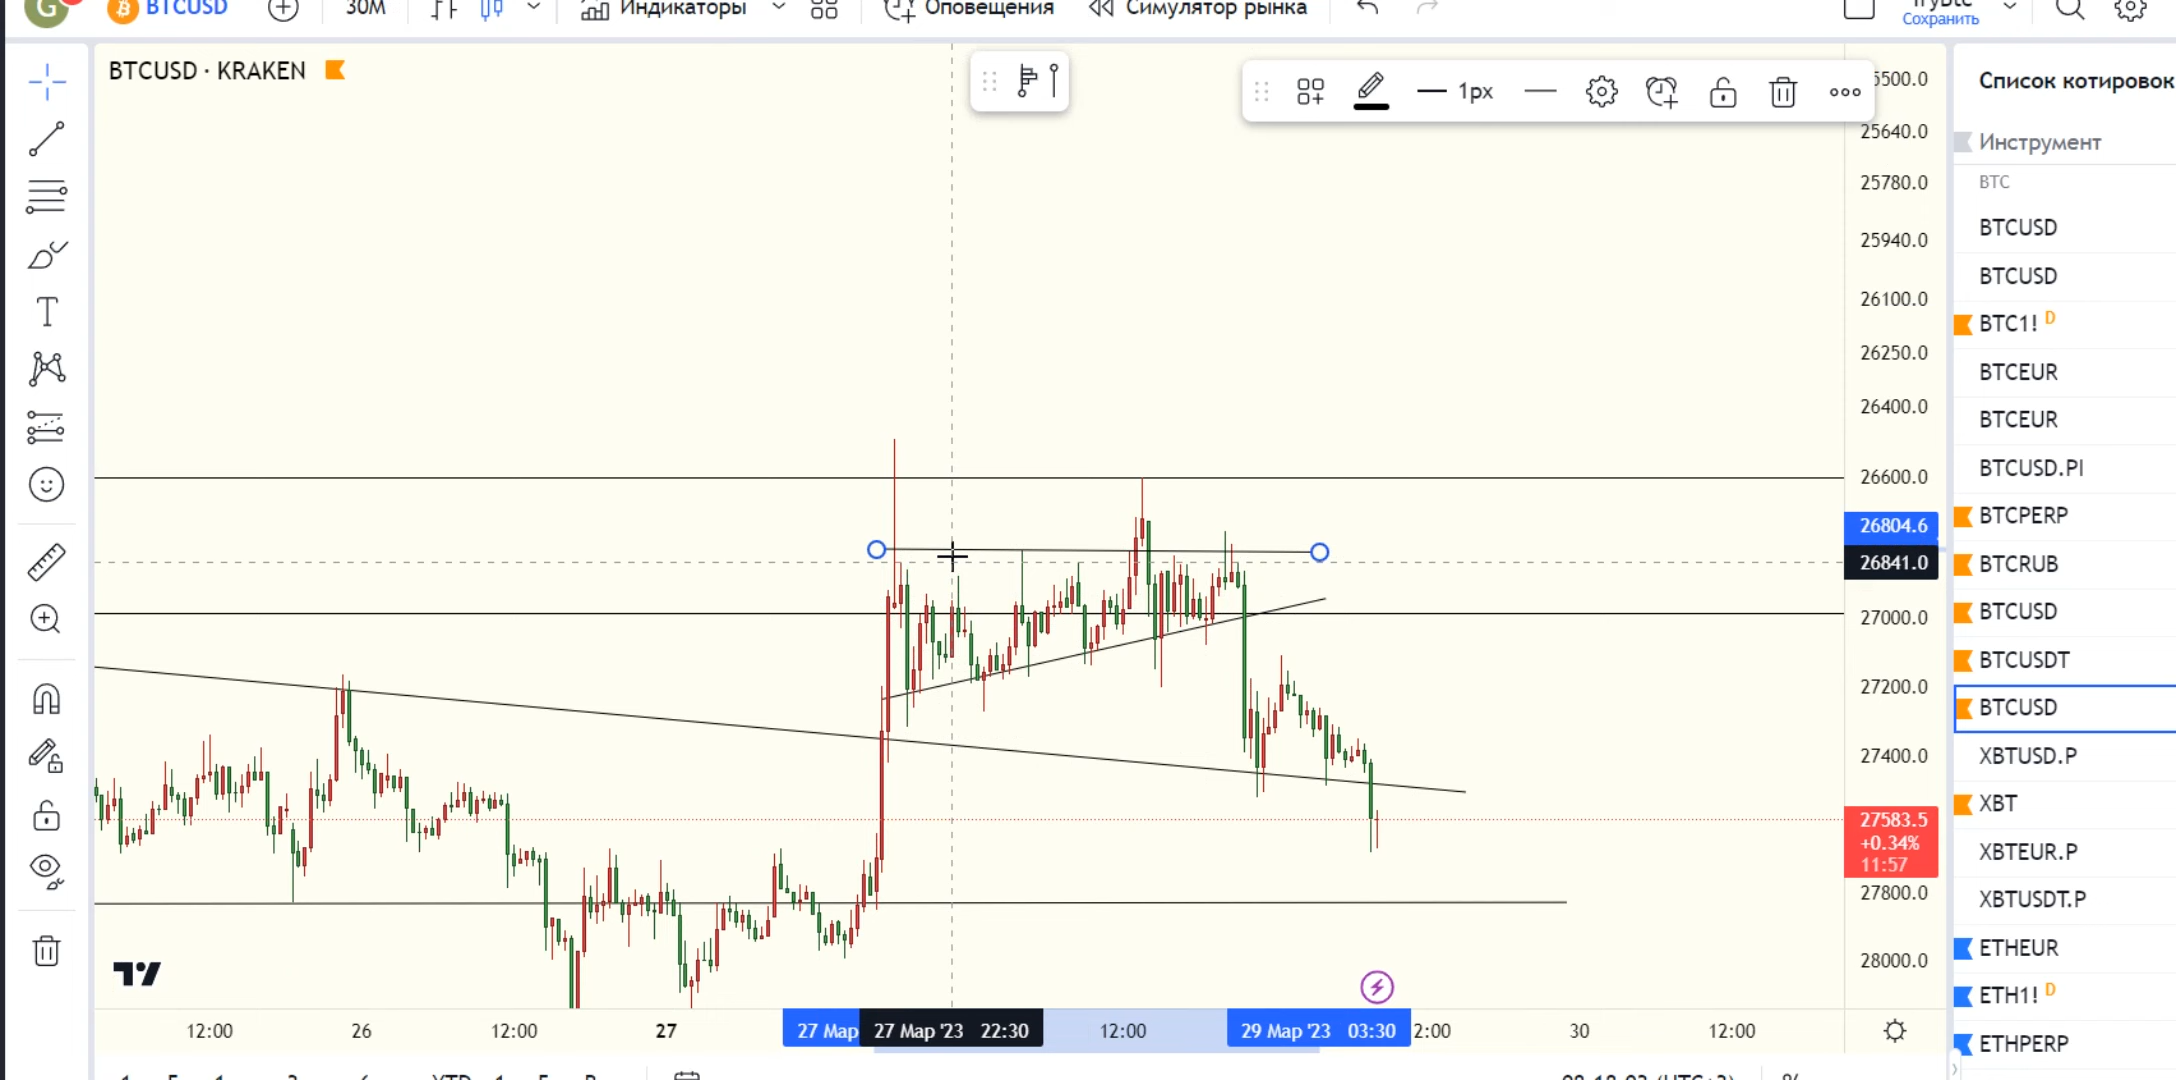 G BTCUSD 30М Индикаторы Оповещения Симулятор рынка
Сохранить
BTCUSD · KRAKEN
1px
25640.0
25780.0
25940.0
26100.0
26250.0
26400.0
26600.0
26804.6
26841.0
27000.0
27200.0
27400.0
27583.5
+0.34%
11:57
27800.0
28000.0
12:00 26 12:00 27 27 Мар 27 Мар '23 22:30 12:00 29 Мар '23 03:30 2:00 30 12:00
Список котировок
Инструмент
BTC
BTCUSD
BTCUSD
BTC1! D
BTCEUR
BTCEUR
BTCUSD.PI
BTCPERP
BTCRUB
BTCUSD
BTCUSDT
BTCUSD
XBTUSD.P
XBT
XBTEUR.P
XBTUSDT.P
ETHEUR
ETH1! D
ETHPERP